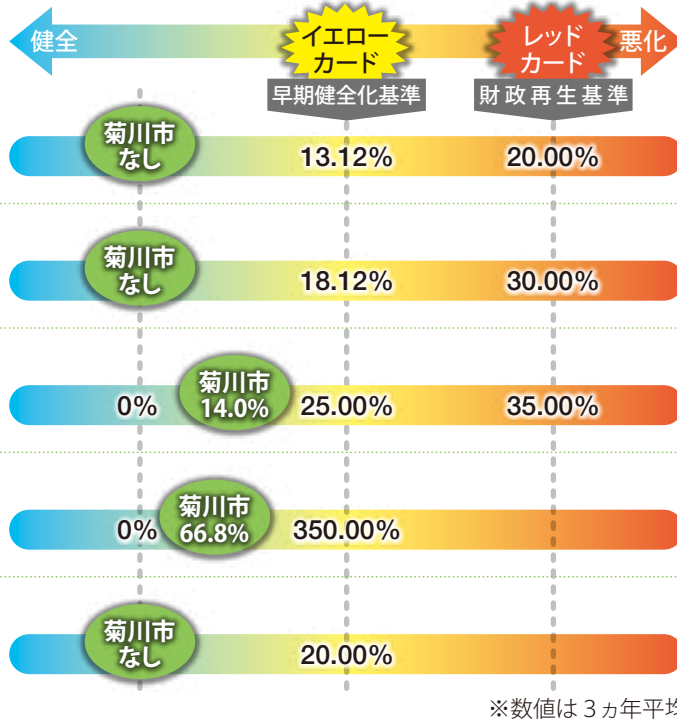 健全
イエロー
カード
レッド
カード
悪化
早期健全化基準
財政再生基準
菊川市
なし
13.12%
20.00%
菊川市
なし
18.12%
30.00%
0%
菊川市
14.0%
25.00%
35.00%
0%
菊川市
66.8%
350.00%
菊川市
なし
20.00%
※数値は3ヵ年平均